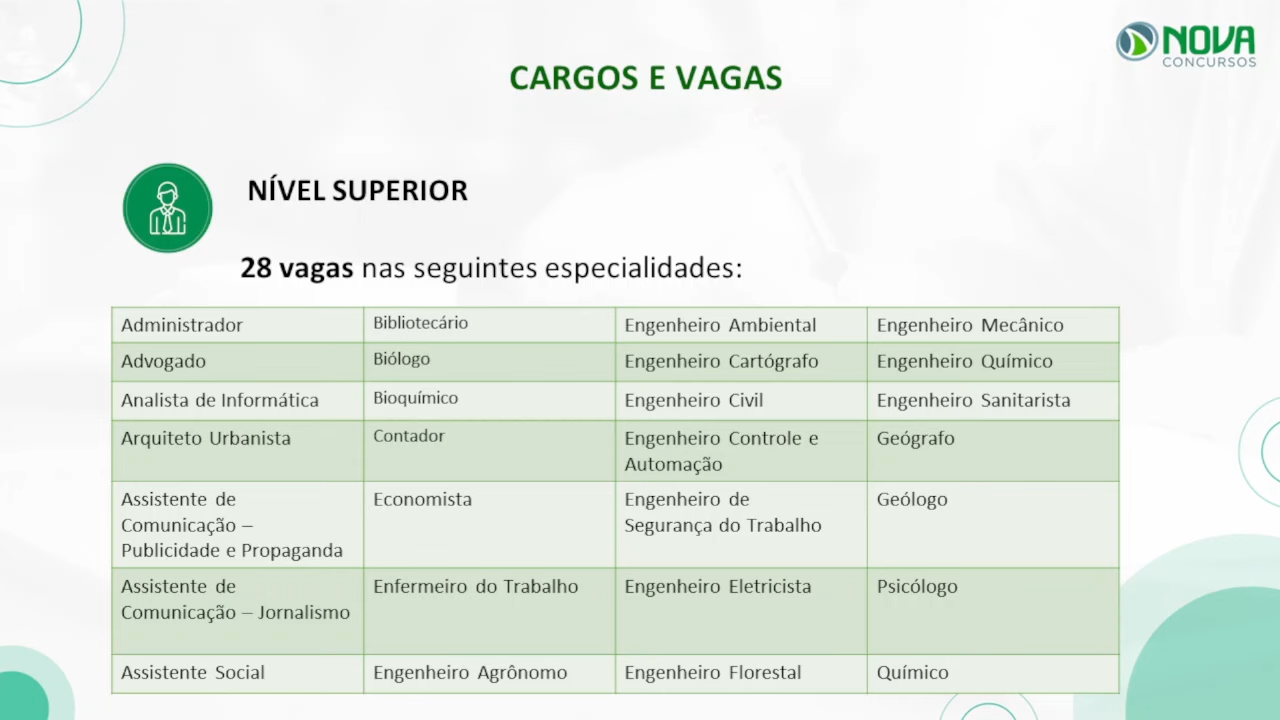 NOVA
CONCURSOS
CARGOS E VAGAS
NÍVEL SUPERIOR
28 vagas nas seguintes especialidades:
Administrador
Bibliotecário
Engenheiro Ambiental
Engenheiro Mecânico
Advogado
Biólogo
Engenheiro Cartógrafo
Engenheiro Químico
Analista de Informática
Bioquímico
Engenheiro Civil
Engenheiro Sanitarista
Arquiteto Urbanista
Contador
Engenheiro Controle e
Automação
Geógrafo
Assistente de
Comunicação –
Publicidade e Propaganda
Economista
Engenheiro de
Segurança do Trabalho
Geólogo
Assistente de
Comunicação – Jornalismo
Enfermeiro do Trabalho
Engenheiro Eletricista
Psicólogo
Assistente Social
Engenheiro Agrônomo
Engenheiro Florestal
Químico